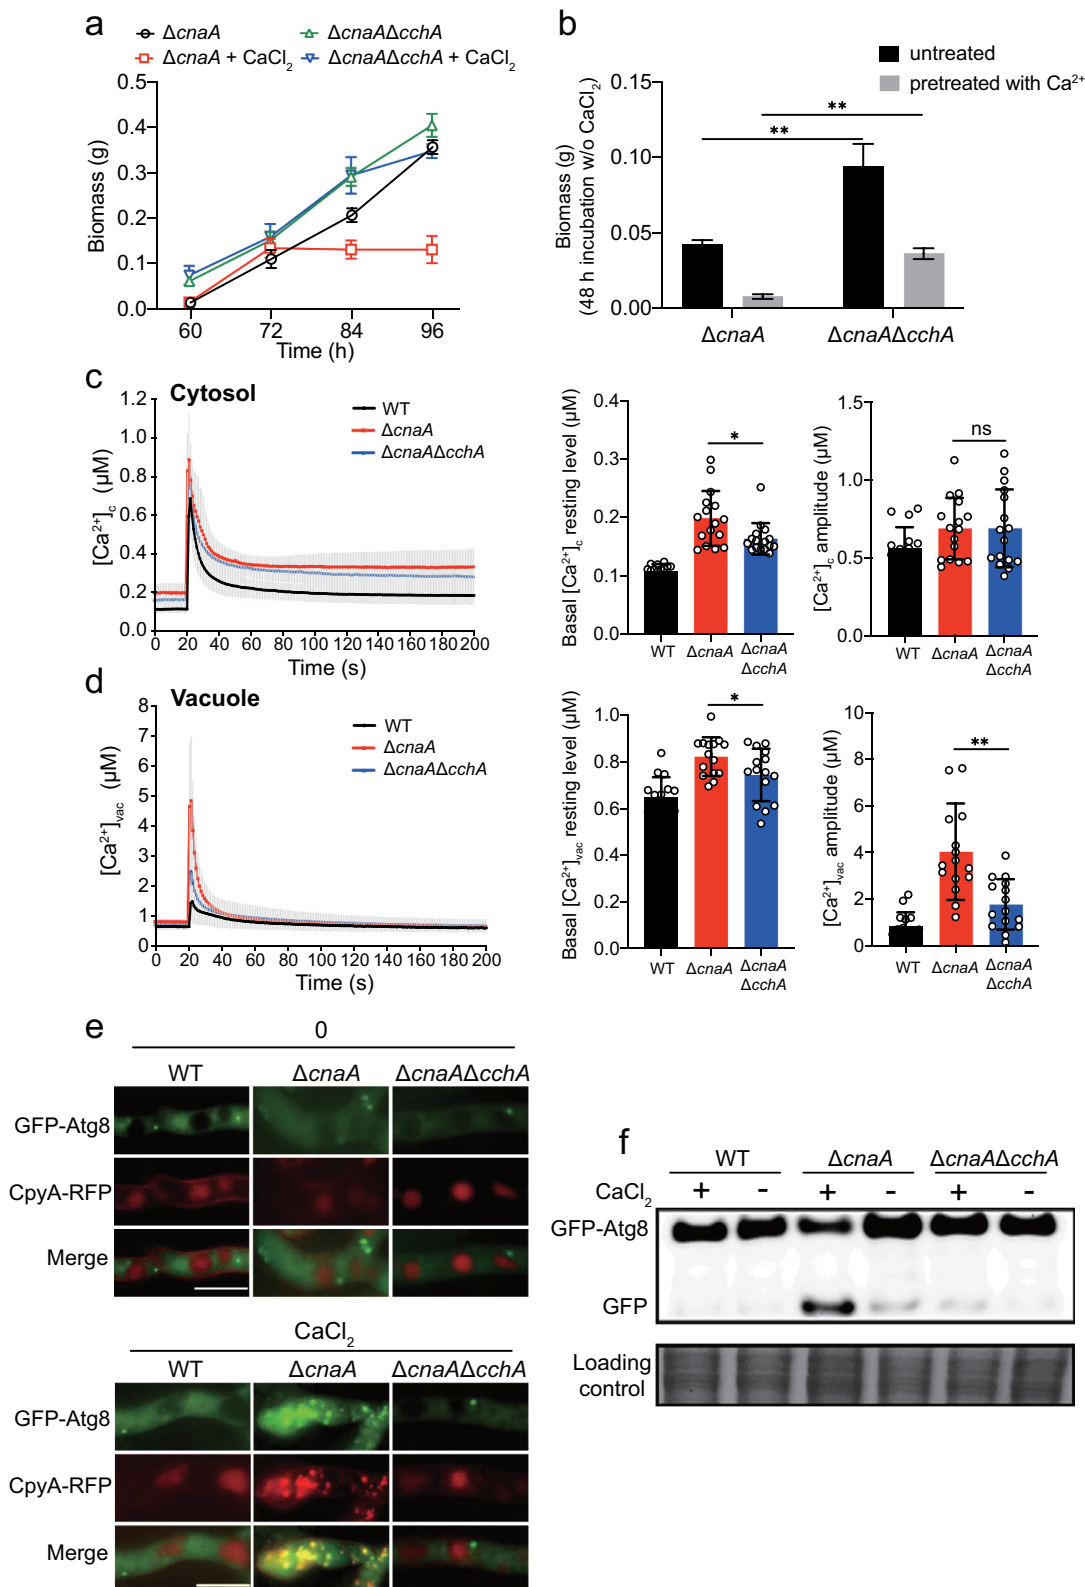 a
ΔcnaA
ΔcnaAΔcchA
ΔcnaA + CaCl₂
ΔcnaAΔcchA + CaCl₂
Biomass (g)
0.5
0.4
0.3
0.2
0.1
0.0
60
72
84
96
Time (h)
b
untreated
pretreated with Ca²⁺
Biomass (g)
(48 h incubation w/o CaCl₂)
0.15
0.10
0.05
0.00
**
**
ΔcnaA
ΔcnaAΔcchA
c
Cytosol
WT
ΔcnaA
ΔcnaAΔcchA
[Ca²⁺]c (µM)
1.2
1.0
0.8
0.6
0.4
0.2
0.0
0 20 40 60 80 100 120 140 160 180 200
Time (s)
Basal [Ca²⁺]c resting level (µM)
0.4
0.3
0.2
0.1
0.0
*
WT
ΔcnaA
ΔcnaA
ΔcchA
[Ca²⁺]c amplitude (µM)
1.5
1.0
0.5
0.0
ns
WT
ΔcnaA
ΔcnaA
ΔcchA
d
Vacuole
WT
ΔcnaA
ΔcnaAΔcchA
[Ca²⁺]vac (µM)
8
7
6
5
4
3
2
1
0
0 20 40 60 80 100 120 140 160 180 200
Time (s)
Basal [Ca²⁺]vac resting level (µM)
1.0
0.8
0.6
0.4
0.2
0.0
*
WT
ΔcnaA
ΔcnaA
ΔcchA
[Ca²⁺]vac amplitude (µM)
10
8
6
4
2
0
**
WT
ΔcnaA
ΔcnaA
ΔcchA
e
0
WT
ΔcnaA
ΔcnaAΔcchA
GFP-Atg8
CpyA-RFP
Merge
CaCl₂
WT
ΔcnaA
ΔcnaAΔcchA
GFP-Atg8
CpyA-RFP
Merge
f
WT
ΔcnaA
ΔcnaAΔcchA
CaCl₂ + - + - + -
GFP-Atg8
GFP
Loading
control